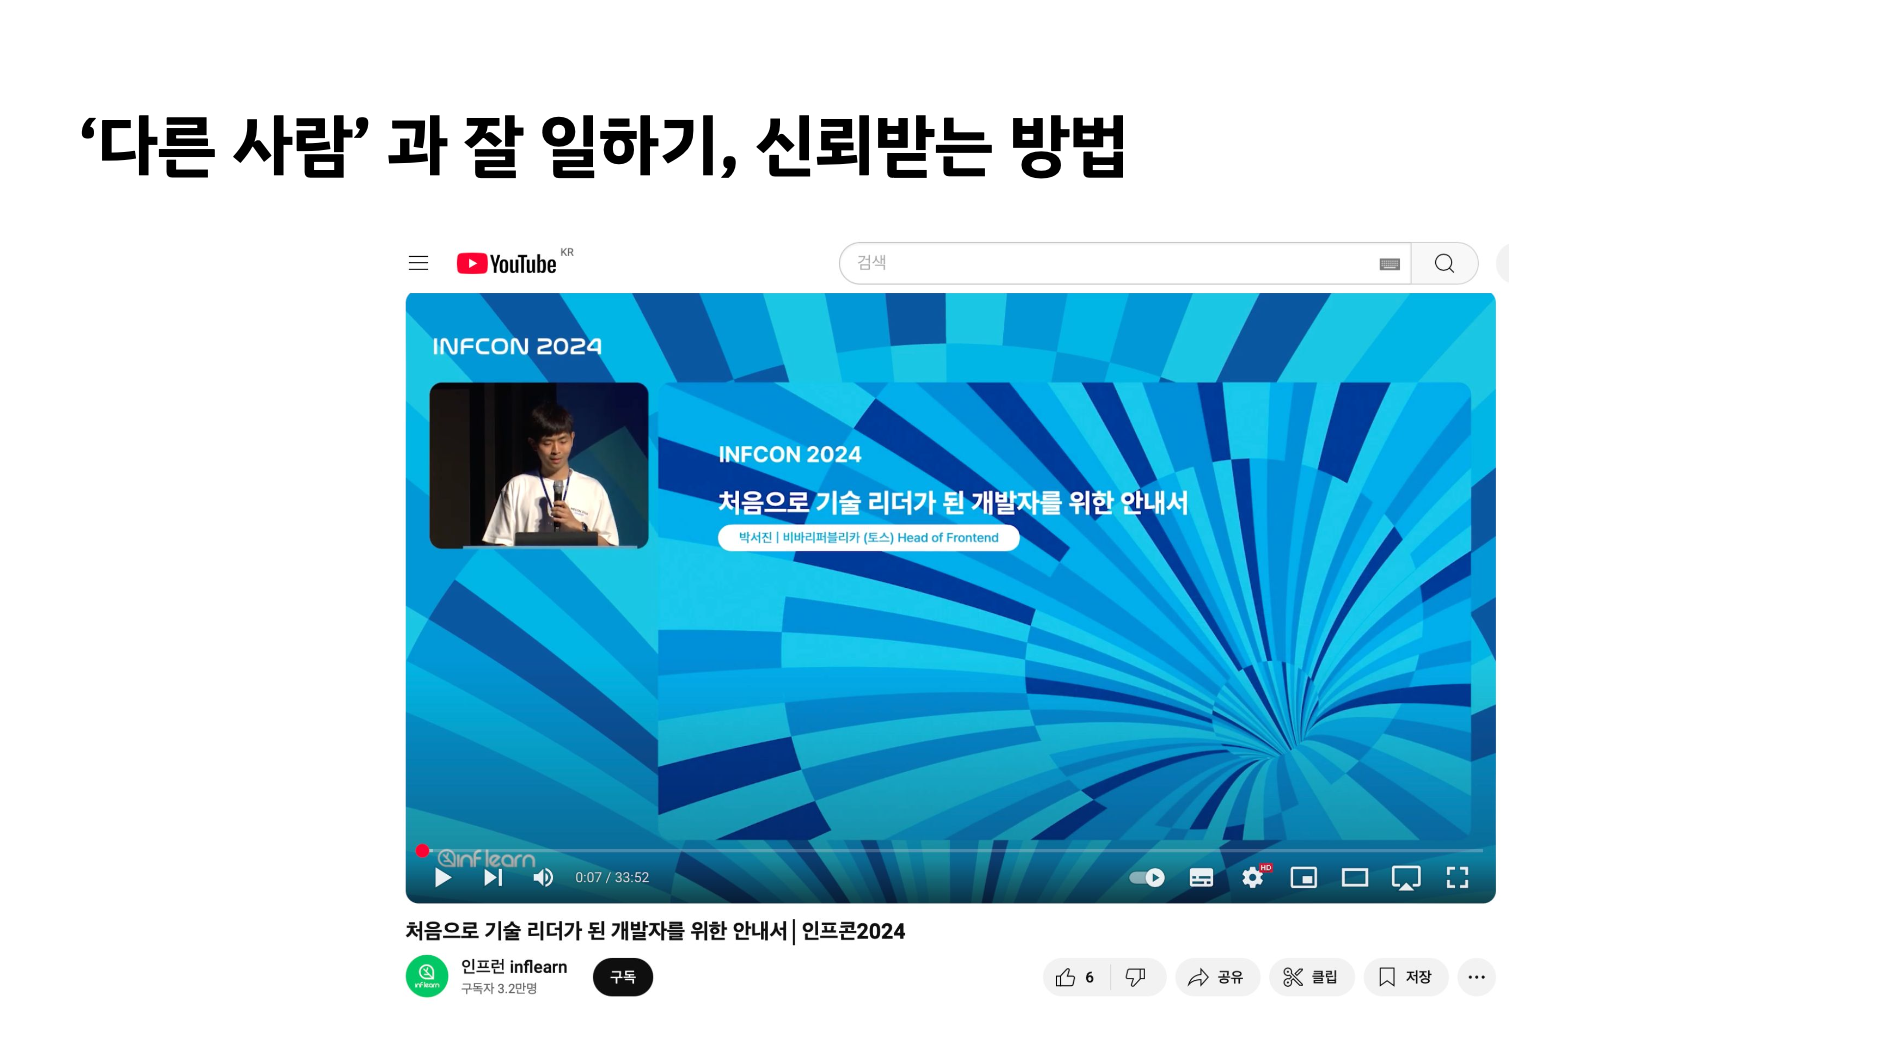 ‘다른 사람’ 과 잘 일하기, 신뢰받는 방법
YouTube KR
검색
INFCON 2024
INFCON 2024
처음으로 기술 리더가 된 개발자를 위한 안내서
박서진 | 비바리퍼블리카 (토스) Head of Frontend
inflearn
0:07 / 33:52
HD
처음으로 기술 리더가 된 개발자를 위한 안내서│인프콘2024
inflearn
인프런 inflearn
구독자 3.2만명
구독
6
공유
클립
저장